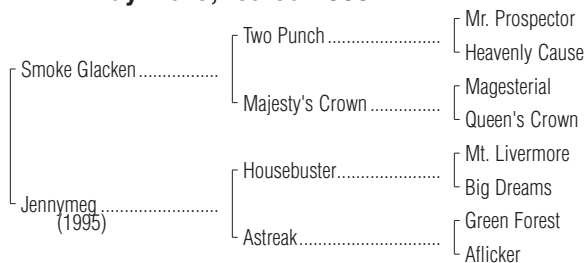 Two Punch
Mr. Prospector
Heavenly Cause
Smoke Glacken
Majesty's Crown
Magesterial
Queen's Crown
Housebuster
Mt. Livermore
Big Dreams
Jennymeg
(1995)
Astreak
Green Forest
Aflicker